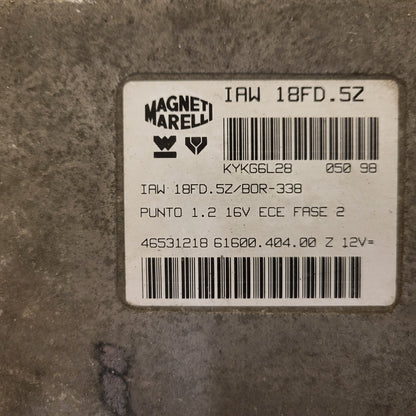 IAW 18FD.5Z
MAGNETI
MARELLI
KYKG6L28 050 98
IAW 18FD.5Z/BOR-338
PUNTO 1.2 16V ECE FASE 2
46531218 61600.404.00 Z 12V=